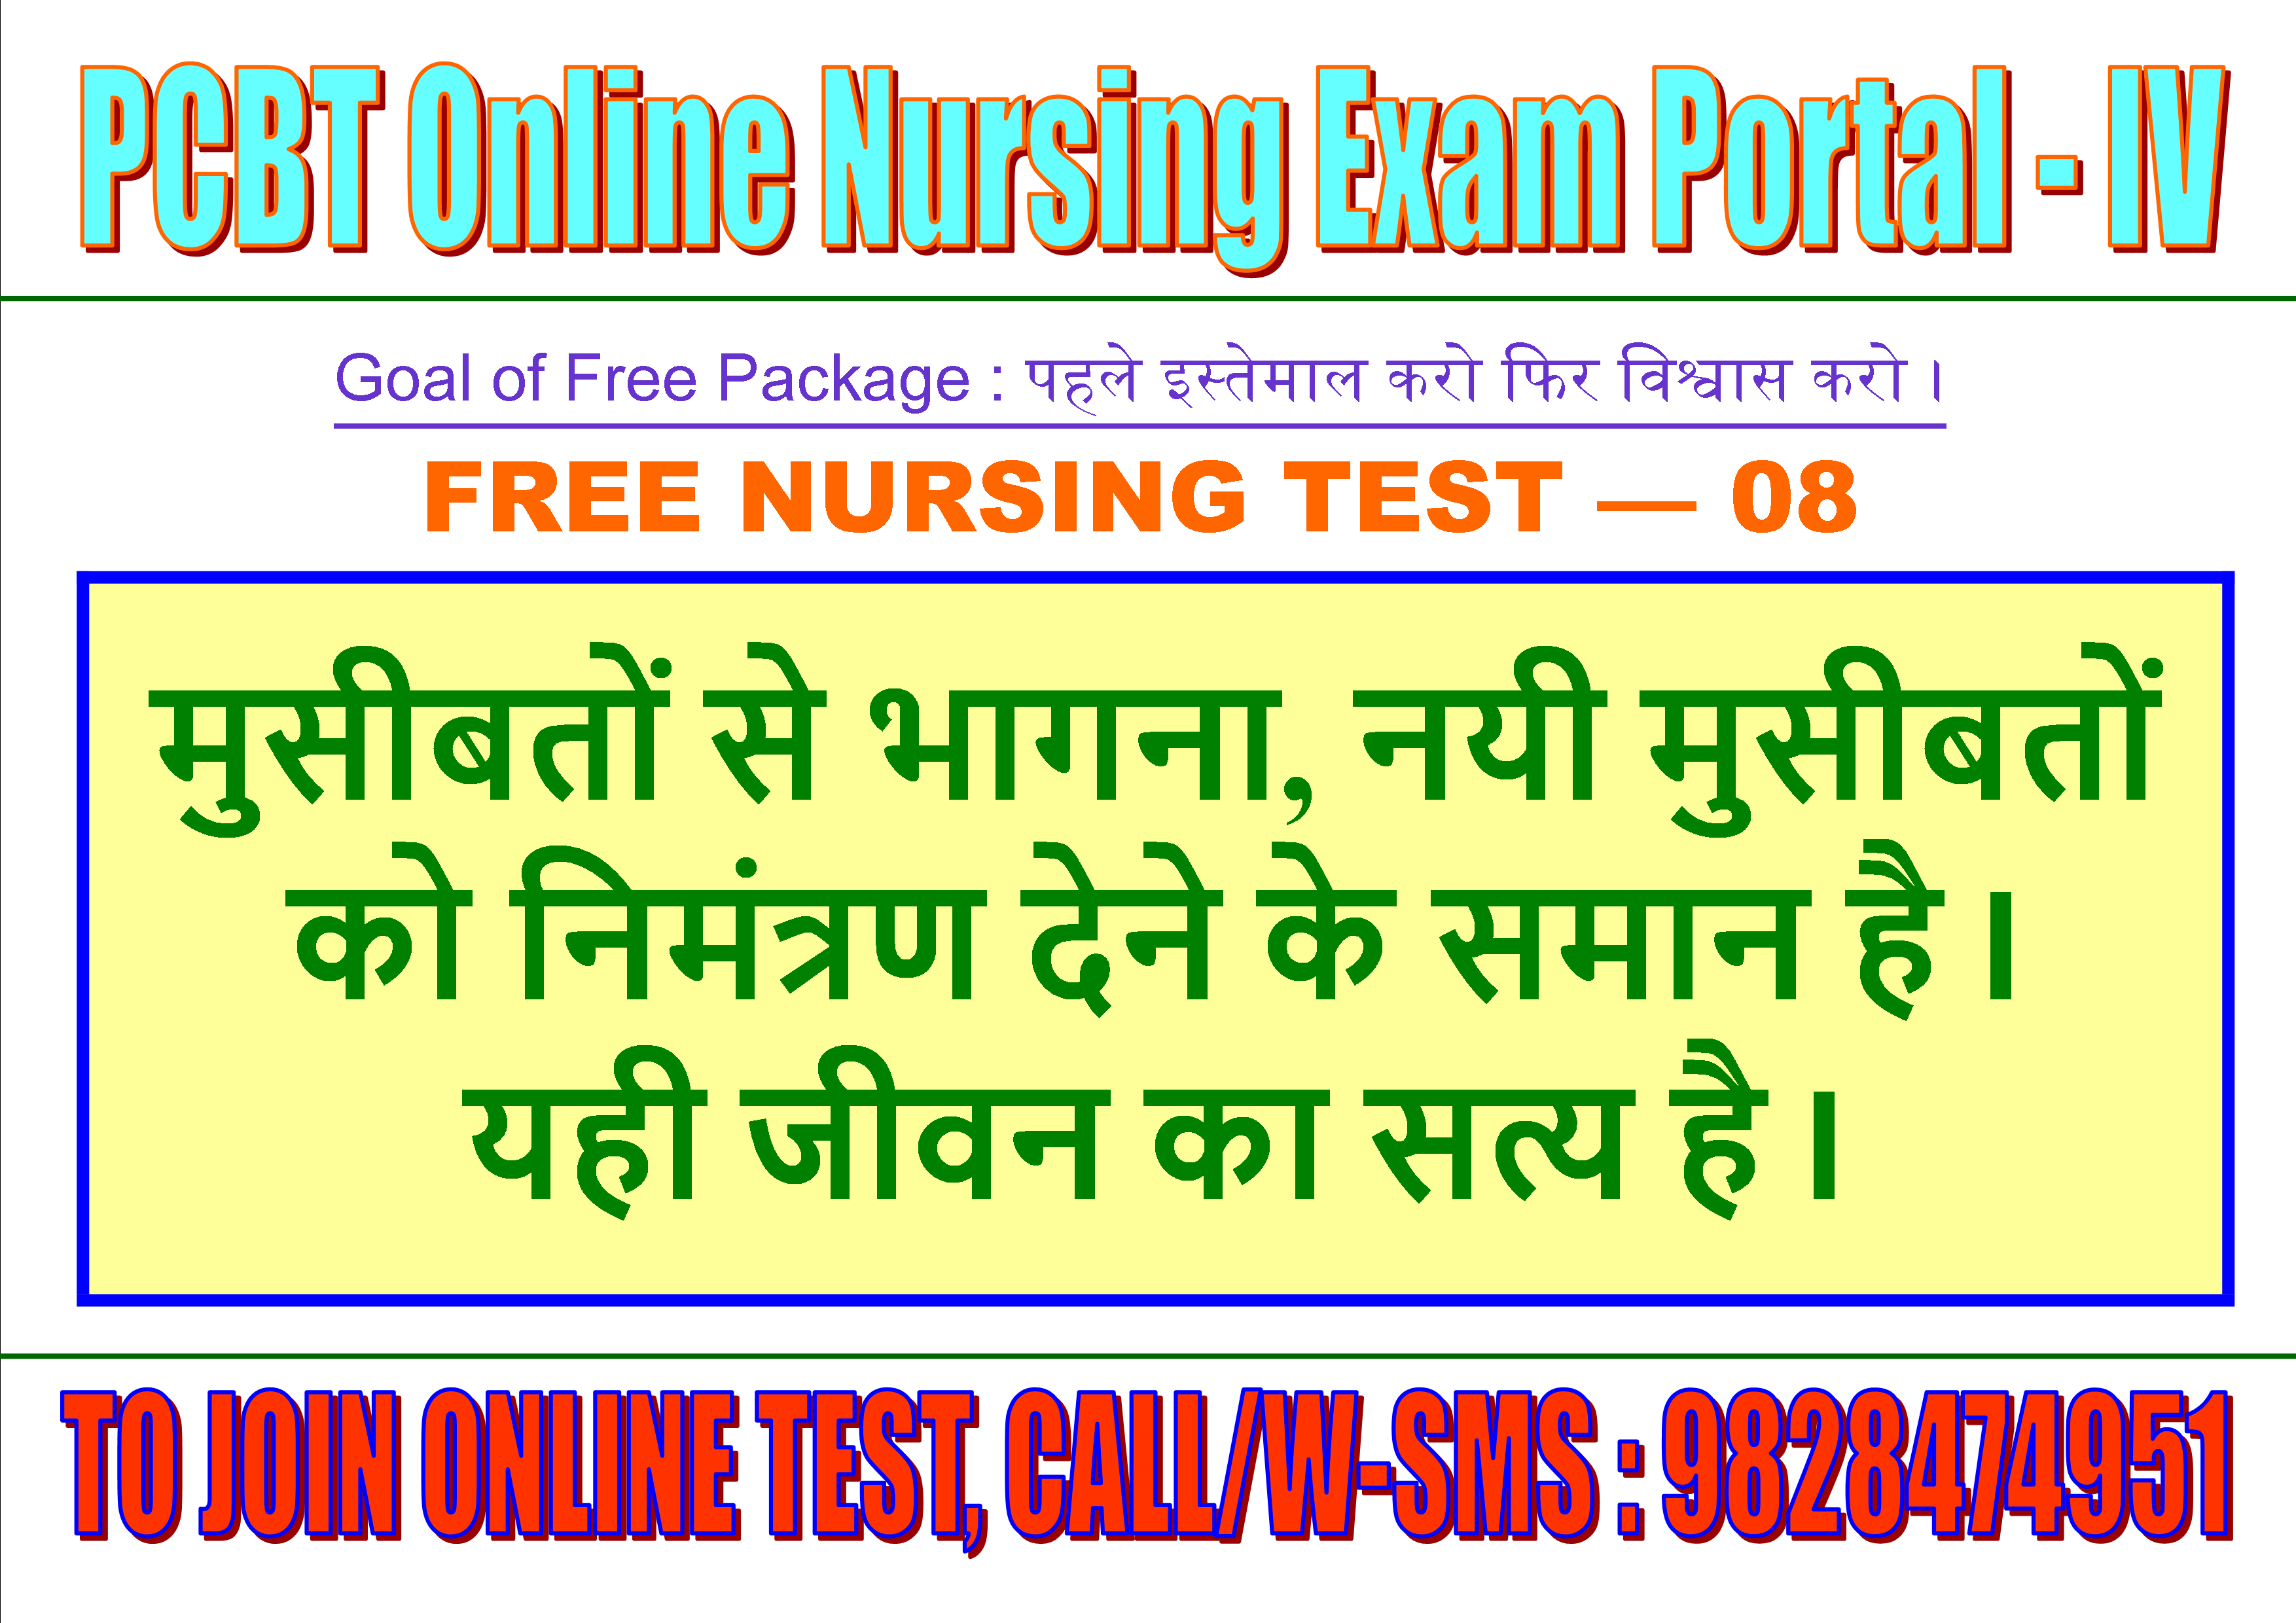 PCBT Online Nursing Exam Portal - IV
Goal of Free Package : पहले इस्तेमाल करो फिर विश्वास करो ।
FREE NURSING TEST — 08
मुसीबतों से भागना, नयी मुसीबतों
को निमंत्रण देने के समान है ।
यही जीवन का सत्य है ।
TO JOIN ONLINE TEST, CALL/W-SMS : 9828474951